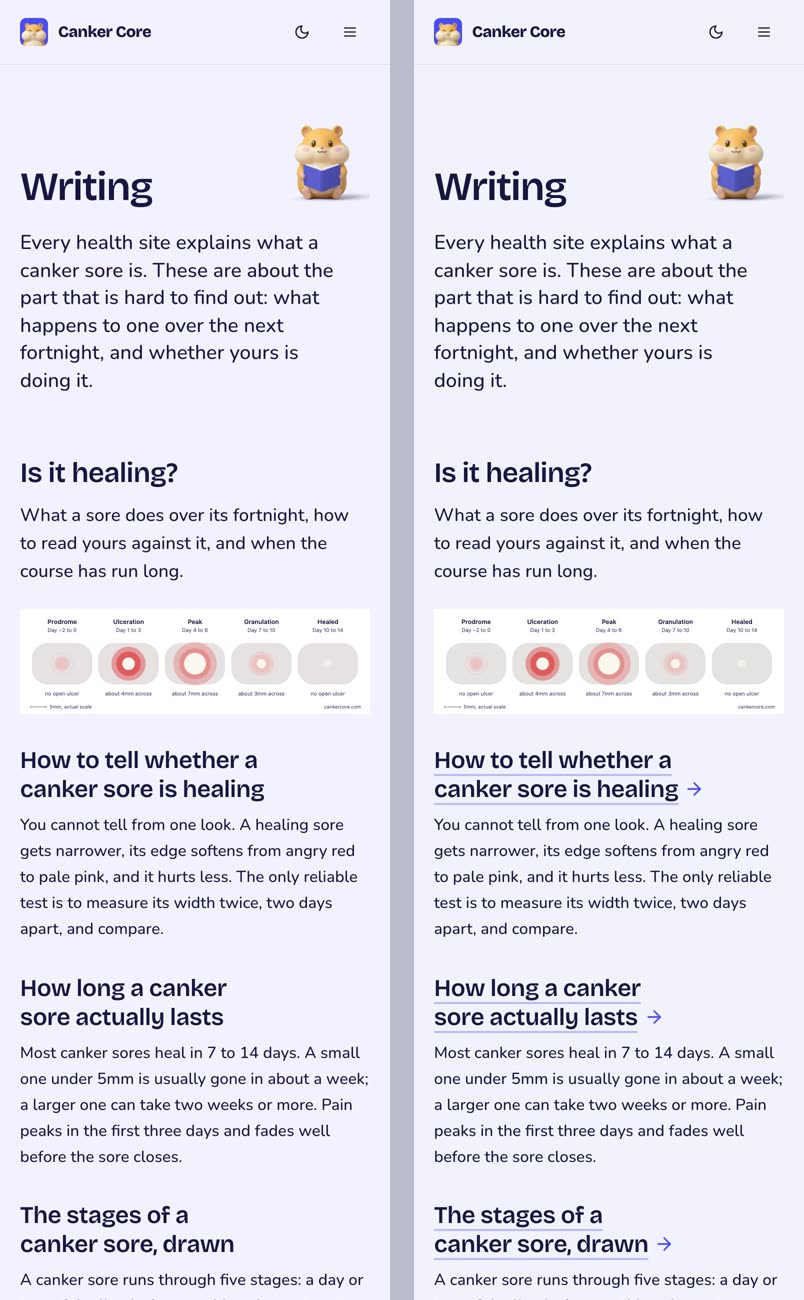 Canker Core
Writing
Every health site explains what a
canker sore is. These are about the
part that is hard to find out: what
happens to one over the next
fortnight, and whether yours is
doing it.
Is it healing?
What a sore does over its fortnight, how
to read yours against it, and when the
course has run long.
Prodrome Ulceration Peak Granulation Healed
Day −2 to 0 Day 1 to 3 Day 4 to 6 Day 7 to 10 Day 10 to 14
no open ulcer about 4mm across about 7mm across about 3mm across no open ulcer
5mm, actual scale cankercore.com
How to tell whether a
canker sore is healing
You cannot tell from one look. A healing sore
gets narrower, its edge softens from angry red
to pale pink, and it hurts less. The only reliable
test is to measure its width twice, two days
apart, and compare.
How long a canker
sore actually lasts
Most canker sores heal in 7 to 14 days. A small
one under 5mm is usually gone in about a week;
a larger one can take two weeks or more. Pain
peaks in the first three days and fades well
before the sore closes.
The stages of a
canker sore, drawn
A canker sore runs through five stages: a day or
Canker Core
Writing
Every health site explains what a
canker sore is. These are about the
part that is hard to find out: what
happens to one over the next
fortnight, and whether yours is
doing it.
Is it healing?
What a sore does over its fortnight, how
to read yours against it, and when the
course has run long.
Prodrome Ulceration Peak Granulation Healed
Day −2 to 0 Day 1 to 3 Day 4 to 6 Day 7 to 10 Day 10 to 14
no open ulcer about 4mm across about 7mm across about 3mm across no open ulcer
5mm, actual scale cankercore.com
How to tell whether a
canker sore is healing →
You cannot tell from one look. A healing sore
gets narrower, its edge softens from angry red
to pale pink, and it hurts less. The only reliable
test is to measure its width twice, two days
apart, and compare.
How long a canker
sore actually lasts →
Most canker sores heal in 7 to 14 days. A small
one under 5mm is usually gone in about a week;
a larger one can take two weeks or more. Pain
peaks in the first three days and fades well
before the sore closes.
The stages of a
canker sore, drawn →
A canker sore runs through five stages: a day or